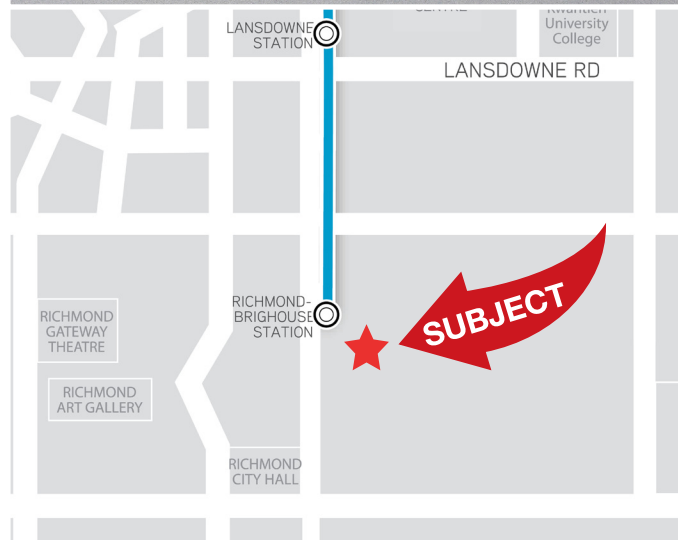 LANSDOWNE
STATION
University
College
LANSDOWNE RD
RICHMOND-
BRIGHOUSE
STATION
SUBJECT
RICHMOND
GATEWAY
THEATRE
RICHMOND
ART GALLERY
RICHMOND
CITY HALL